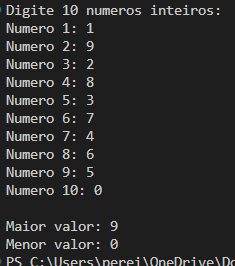 Digite 10 numeros inteiros:
Numero 1: 1
Numero 2: 9
Numero 3: 2
Numero 4: 8
Numero 5: 3
Numero 6: 7
Numero 7: 4
Numero 8: 6
Numero 9: 5
Numero 10: 0
Maior valor: 9
Menor valor: 0
PS C:\Users\perei\OneDrive\Do